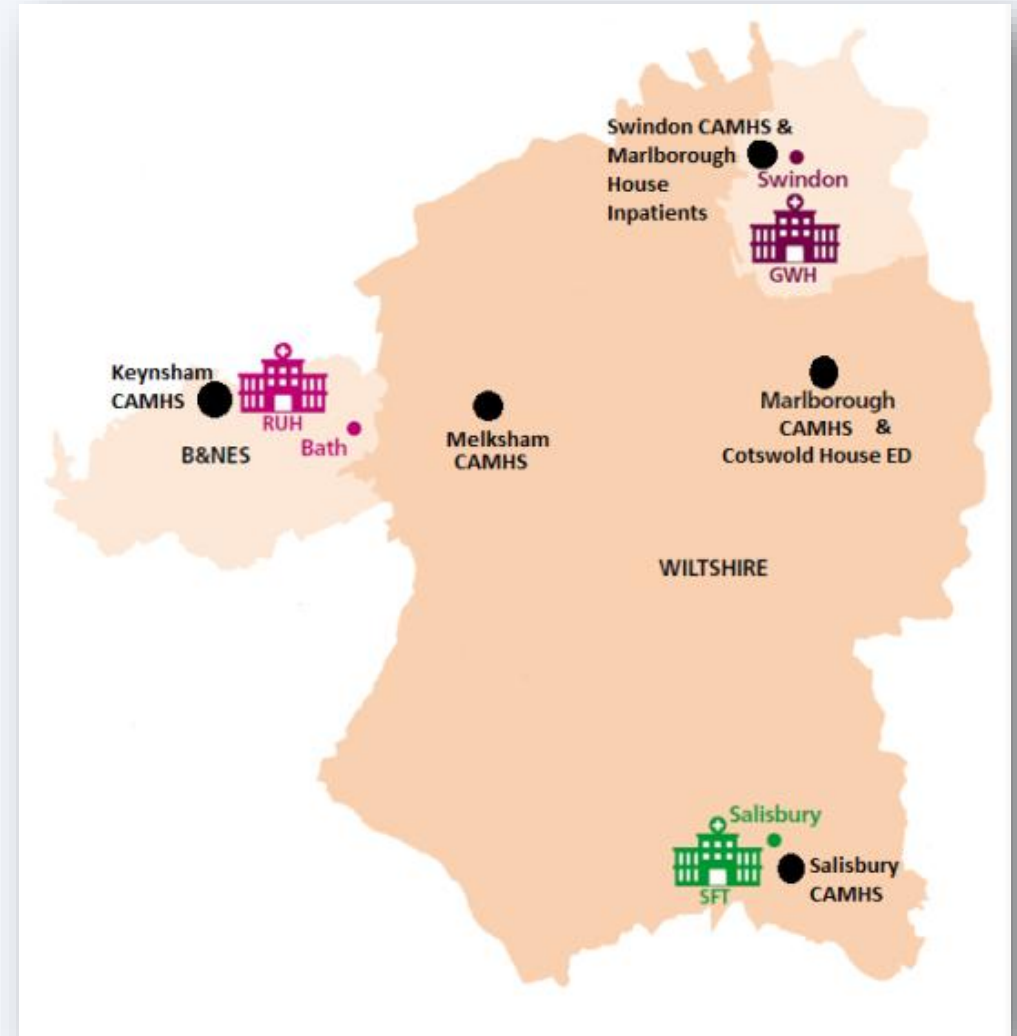 Swindon CAMHS &
Marlborough
House
Inpatients
Swindon
GWH
Keynsham
CAMHS
RUH
Bath
B&NES
Melksham
CAMHS
Marlborough
CAMHS &
Cotswold House ED
WILTSHIRE
Salisbury
SFT
Salisbury
CAMHS